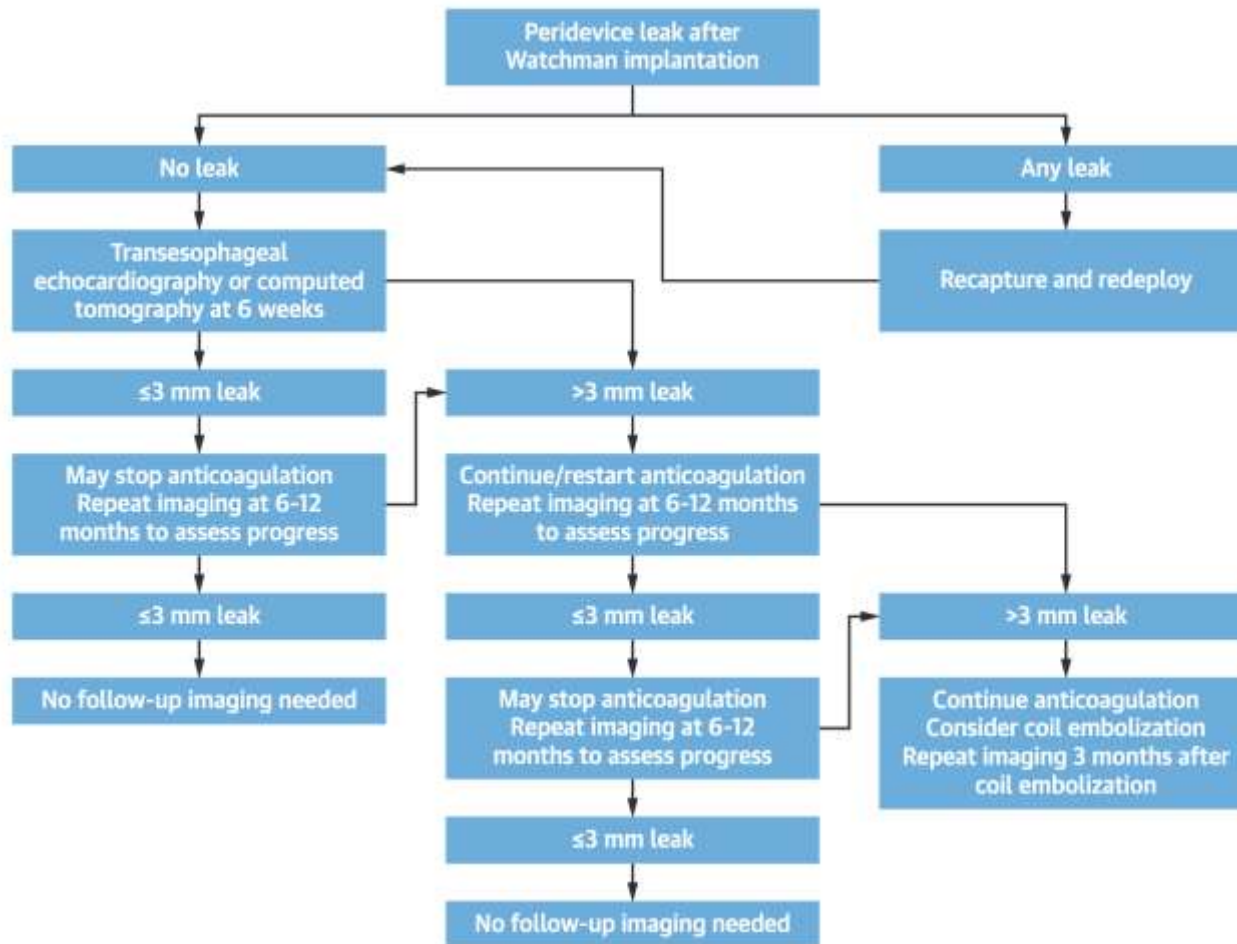 Peridevice leak after
Watchman implantation
No leak
Any leak
Transesophageal
echocardiography or computed
tomography at 6 weeks
Recapture and redeploy
≤3 mm leak
>3 mm leak
May stop anticoagulation
Repeat imaging at 6-12
months to assess progress
Continue/restart anticoagulation
Repeat imaging at 6-12 months
to assess progress
≤3 mm leak
≤3 mm leak
>3 mm leak
No follow-up imaging needed
May stop anticoagulation
Repeat imaging at 6-12
months to assess progress
Continue anticoagulation
Consider coil embolization
Repeat imaging 3 months after
coil embolization
≤3 mm leak
No follow-up imaging needed